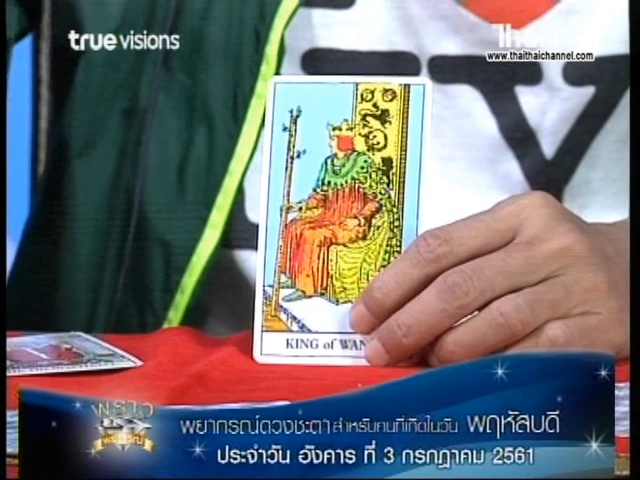 true visions
www.thaithaichannel.com
KING of WAN
พยากรณ์ดวงชะตา สำหรับคนที่เกิดในวัน พฤหัสบดี
ประจำวัน อังคาร ที่ 3 กรกฎาคม 2561